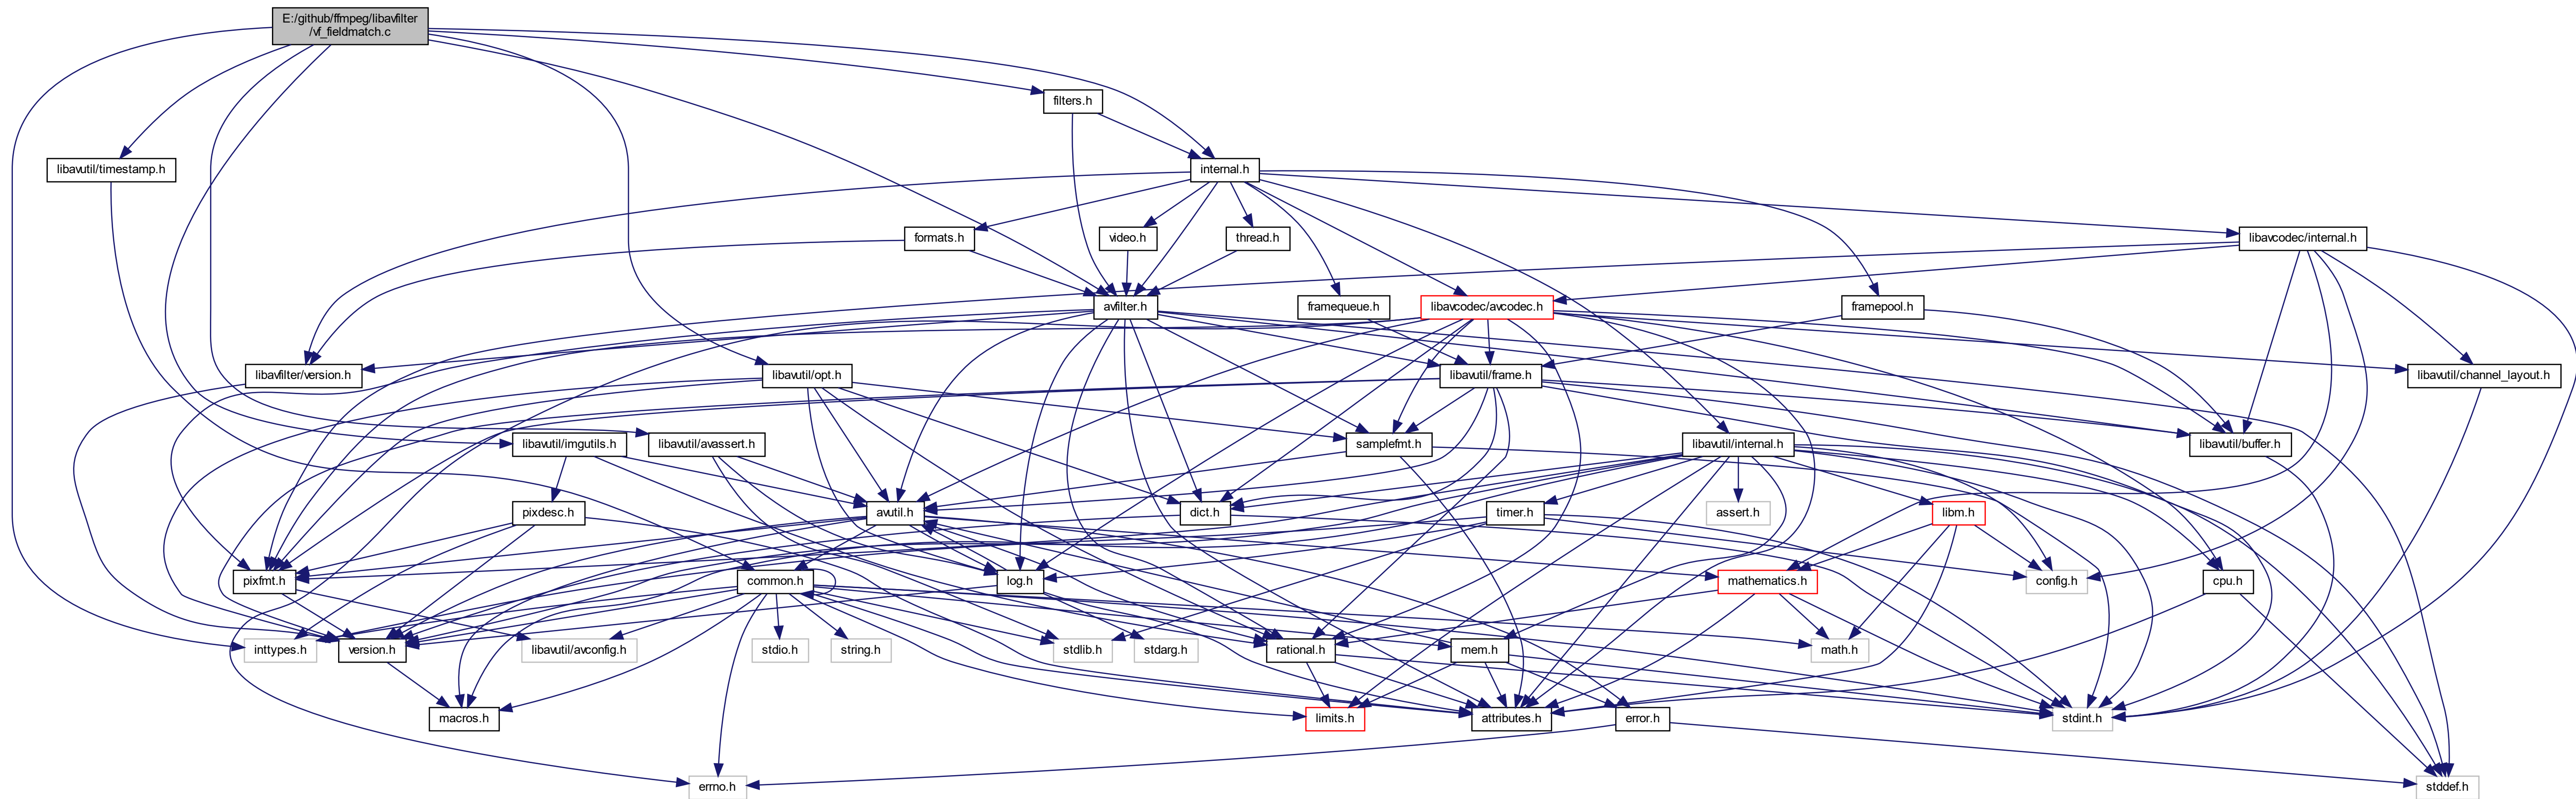 E:/github/ffmpeg/libavfilter
/vf_fieldmatch.c
filters.h
libavutil/timestamp.h
internal.h
formats.h
video.h
thread.h
libavcodec/internal.h
avfilter.h
framequeue.h
libavcodec/avcodec.h
framepool.h
libavfilter/version.h
libavutil/opt.h
libavutil/frame.h
libavutil/channel_layout.h
libavutil/imgutils.h
libavutil/avassert.h
samplefmt.h
libavutil/internal.h
libavutil/buffer.h
pixdesc.h
avutil.h
dict.h
timer.h
assert.h
libm.h
pixfmt.h
common.h
log.h
mathematics.h
config.h
cpu.h
inttypes.h
version.h
libavutil/avconfig.h
stdio.h
string.h
stdlib.h
stdarg.h
rational.h
mem.h
math.h
macros.h
limits.h
attributes.h
error.h
stdint.h
errno.h
stddef.h